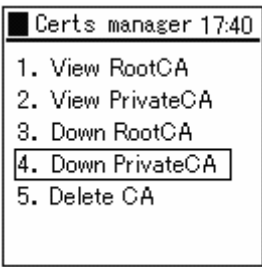 Certs manager 17:40
1. View RootCA
2. View PrivateCA
3. Down RootCA
4. Down PrivateCA
5. Delete CA